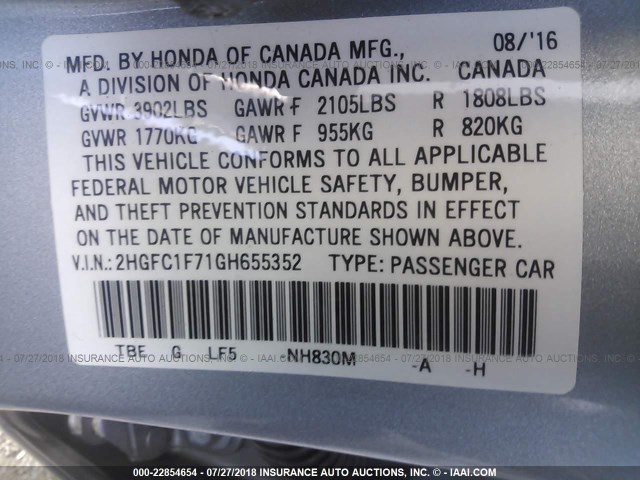 MFD. BY HONDA OF CANADA MFG., 08/'16
A DIVISION OF HONDA CANADA INC. CANADA
GVWR 3902LBS GAWR F 2105LBS R 1808LBS
GVWR 1770KG GAWR F 955KG R 820KG
THIS VEHICLE CONFORMS TO ALL APPLICABLE
FEDERAL MOTOR VEHICLE SAFETY, BUMPER,
AND THEFT PREVENTION STANDARDS IN EFFECT
ON THE DATE OF MANUFACTURE SHOWN ABOVE.
V.I.N.: 2HGFC1F71GH655352 TYPE: PASSENGER CAR
TBF G LF5 NH830M -A -H
000-22854654 / 07/27/2018 INSURANCE AUTO AUCTIONS - © IAAI.COM